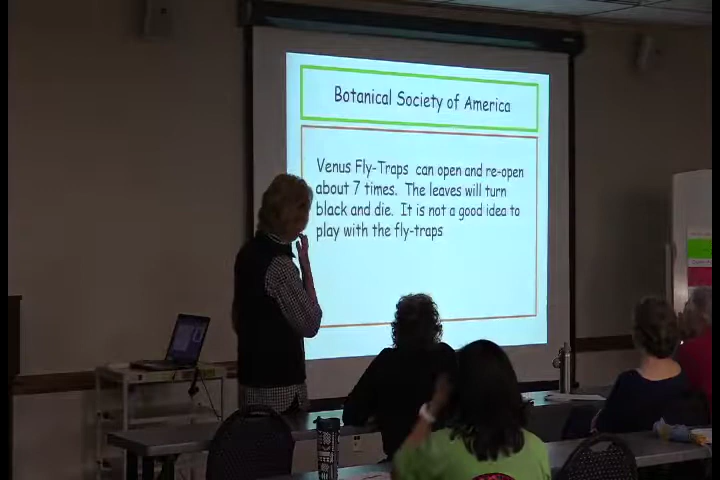 Botanical Society of America
Venus Fly-Traps can open and re-open
about 7 times. The leaves will turn
black and die. It is not a good idea to
play with the fly-traps